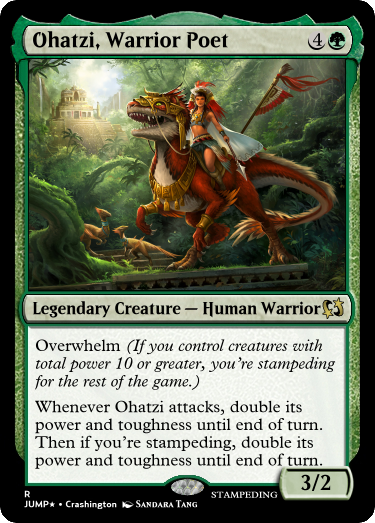 Ohatzi, Warrior Poet 4
Legendary Creature — Human Warrior
Overwhelm (If you control creatures with
total power 10 or greater, you're stampeding
for the rest of the game.)
Whenever Ohatzi attacks, double its
power and toughness until end of turn.
Then if you're stampeding, double its
power and toughness until end of turn.
R
JUMP★ • Crashington Sandara Tang
STAMPEDING
3/2